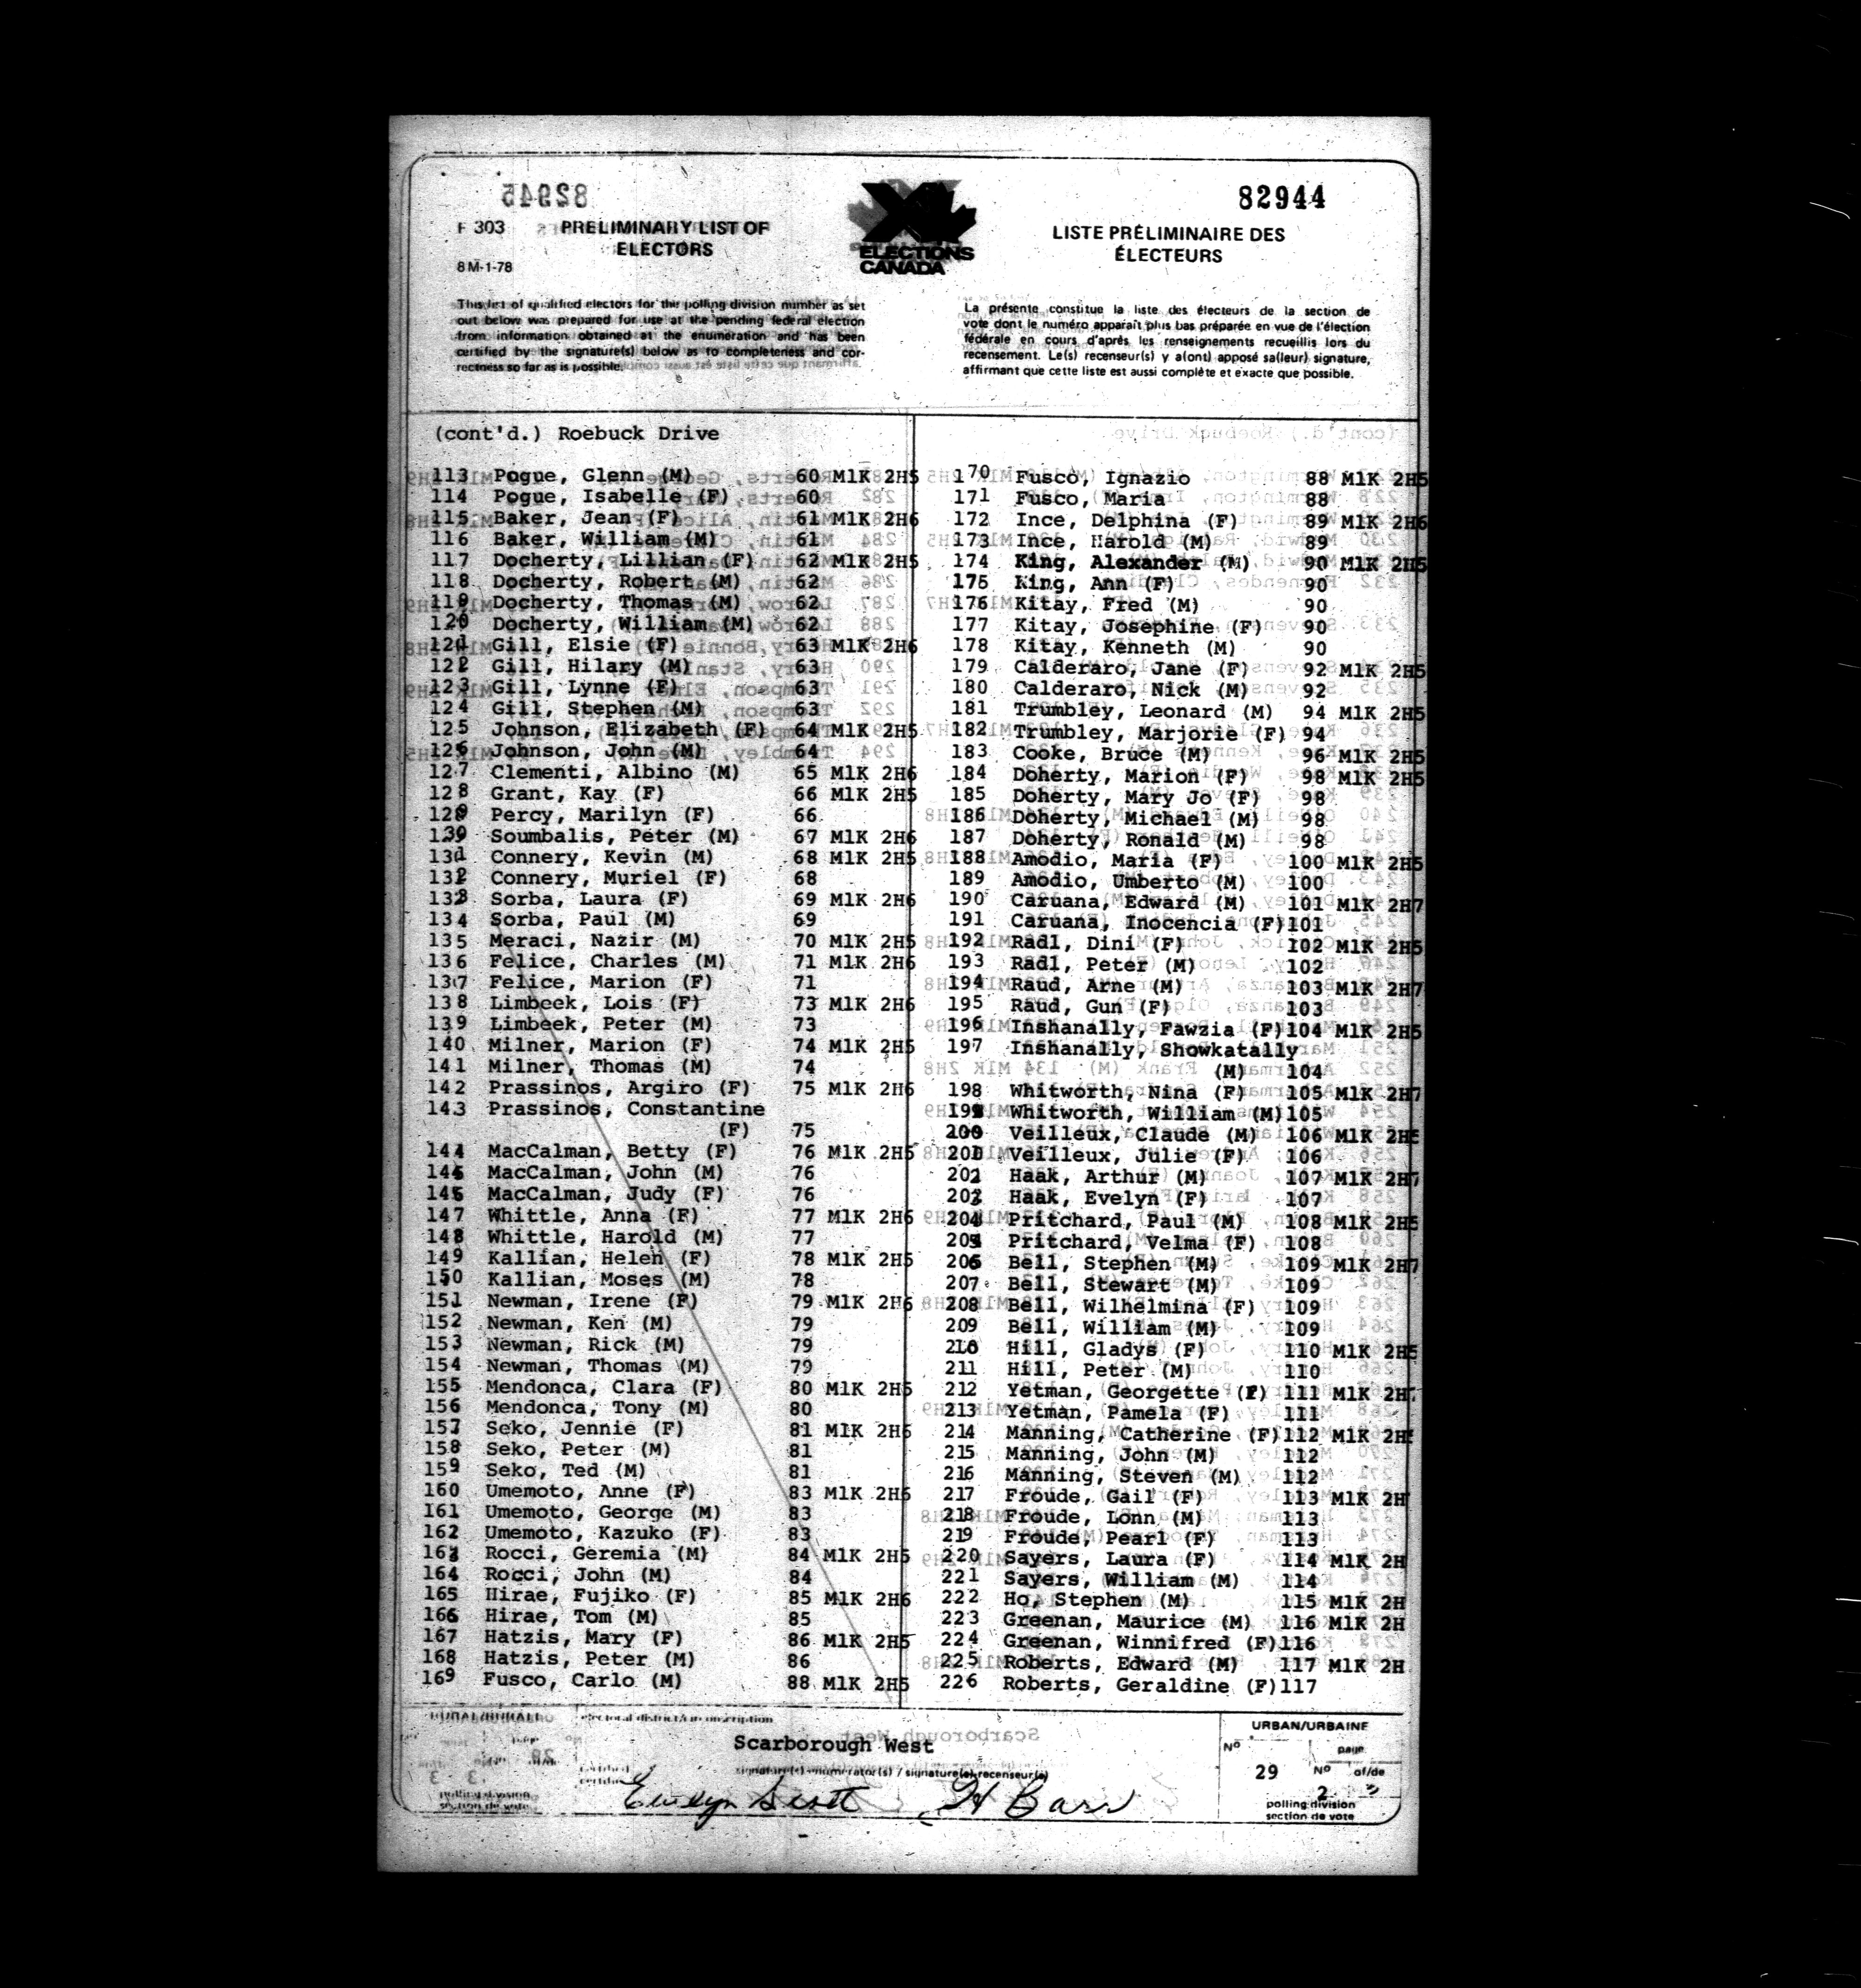 82944
F 303 PRELIMINARY LIST OF
ELECTORS
8 M-1-78
ELECTIONS
CANADA
LISTE PRÉLIMINAIRE DES
ÉLECTEURS
This list of qualified electors for the polling division number as set
out below was prepared for use at the pending federal election
from information obtained at the enumeration and has been
certified by the signature(s) below as to completeness and cor-
rectness so far as is possible.
La présente constitue la liste des électeurs de la section de
vote dont le numéro apparaît plus bas préparée en vue de l'élection
fédérale en cours d'après les renseignements recueillis lors du
recensement. Le(s) recenseur(s) y a(ont) apposé sa(leur) signature,
affirmant que cette liste est aussi complète et exacte que possible.
(cont'd.) Roebuck Drive
113 Pogue, Glenn (M) 60 M1K 2H5
114 Pogue, Isabelle (F) 60
115 Baker, Jean (F) 61 M1K 2H6
116 Baker, William (M) 61
117 Docherty, Lillian (F) 62 M1K 2H5
118 Docherty, Robert (M) 62
119 Docherty, Thomas (M) 62
120 Docherty, William (M) 62
121 Gill, Elsie (F) 63 M1K 2H6
122 Gill, Hilary (M) 63
123 Gill, Lynne (F) 63
124 Gill, Stephen (M) 63
125 Johnson, Elizabeth (F) 64 M1K 2H5
126 Johnson, John (M) 64
127 Clementi, Albino (M) 65 M1K 2H6
128 Grant, Kay (F) 66 M1K 2H5
129 Percy, Marilyn (F) 66
130 Soumbalis, Peter (M) 67 M1K 2H6
131 Connery, Kevin (M) 68 M1K 2H5
132 Connery, Muriel (F) 68
133 Sorba, Laura (F) 69 M1K 2H6
134 Sorba, Paul (M) 69
135 Meraci, Nazir (M) 70 M1K 2H5
136 Felice, Charles (M) 71 M1K 2H6
137 Felice, Marion (F) 71
138 Limbeek, Lois (F) 73 M1K 2H6
139 Limbeek, Peter (M) 73
140 Milner, Marion (F) 74 M1K 2H5
141 Milner, Thomas (M) 74
142 Prassinos, Argiro (F) 75 M1K 2H6
143 Prassinos, Constantine
(F) 75
144 MacCalman, Betty (F) 76 M1K 2H5
145 MacCalman, John (M) 76
146 MacCalman, Judy (F) 76
147 Whittle, Anna (F) 77 M1K 2H6
148 Whittle, Harold (M) 77
149 Kallian, Helen (F) 78 M1K 2H5
150 Kallian, Moses (M) 78
151 Newman, Irene (F) 79 M1K 2H6
152 Newman, Ken (M) 79
153 Newman, Rick (M) 79
154 Newman, Thomas (M) 79
155 Mendonca, Clara (F) 80 M1K 2H5
156 Mendonca, Tony (M) 80
157 Seko, Jennie (F) 81 M1K 2H6
158 Seko, Peter (M) 81
159 Seko, Ted (M) 81
160 Umemoto, Anne (F) 83 M1K 2H6
161 Umemoto, George (M) 83
162 Umemoto, Kazuko (F) 83
163 Rocci, Geremia (M) 84 M1K 2H5
164 Rocci, John (M) 84
165 Hirae, Fujiko (F) 85 M1K 2H6
166 Hirae, Tom (M) 85
167 Hatzis, Mary (F) 86 M1K 2H5
168 Hatzis, Peter (M) 86
169 Fusco, Carlo (M) 88 M1K 2H5
170 Fusco, Ignazio 88 M1K 2H5
171 Fusco, Maria 88
172 Ince, Delphina (F) 89 M1K 2H6
173 Ince, Harold (M) 89
174 King, Alexander (M) 90 M1K 2H5
175 King, Ann (F) 90
176 Kitay, Fred (M) 90
177 Kitay, Josephine (F) 90
178 Kitay, Kenneth (M) 90
179 Calderaro, Jane (F) 92 M1K 2H5
180 Calderaro, Nick (M) 92
181 Trumbley, Leonard (M) 94 M1K 2H5
182 Trumbley, Marjorie (F) 94
183 Cooke, Bruce (M) 96 M1K 2H5
184 Doherty, Marion (F) 98 M1K 2H5
185 Doherty, Mary Jo (F) 98
186 Doherty, Michael (M) 98
187 Doherty, Ronald (M) 98
188 Amodio, Maria (F) 100 M1K 2H5
189 Amodio, Umberto (M) 100
190 Caruana, Edward (M) 101 M1K 2H7
191 Caruana, Inocencia (F) 101
192 Radl, Dini (F) 102 M1K 2H5
193 Radl, Peter (M) 102
194 Raud, Arne (M) 103 M1K 2H7
195 Raud, Gun (F) 103
196 Inshanally, Fawzia (F) 104 M1K 2H5
197 Inshanally, Showkatally
(M) 104
198 Whitworth, Nina (F) 105 M1K 2H7
199 Whitworth, William (M) 105
200 Veilleux, Claude (M) 106 M1K 2H5
201 Veilleux, Julie (F) 106
202 Haak, Arthur (M) 107 M1K 2H7
203 Haak, Evelyn (F) 107
204 Pritchard, Paul (M) 108 M1K 2H5
205 Pritchard, Velma (F) 108
206 Bell, Stephen (M) 109 M1K 2H7
207 Bell, Stewart (M) 109
208 Bell, Wilhelmina (F) 109
209 Bell, William (M) 109
210 Hill, Gladys (F) 110 M1K 2H5
211 Hill, Peter (M) 110
212 Yetman, Georgette (F) 111 M1K 2H7
213 Yetman, Pamela (F) 111
214 Manning, Catherine (F) 112 M1K 2H5
215 Manning, John (M) 112
216 Manning, Steven (M) 112
217 Froude, Gail (F) 113 M1K 2H
218 Froude, Lonn (M) 113
219 Froude, Pearl (F) 113
220 Sayers, Laura (F) 114 M1K 2H
221 Sayers, William (M) 114
222 Ho, Stephen (M) 115 M1K 2H
223 Greenan, Maurice (M) 116 M1K 2H
224 Greenan, Winnifred (F) 116
225 Roberts, Edward (M) 117 M1K 2H
226 Roberts, Geraldine (F) 117
Scarborough West
signature(s) enumerator(s) / signature(s) recenseur(s)
Evelyn Scott H Barr
URBAN/URBAINE
Nº page
29 Nº of/de
2 3
polling division
section de vote